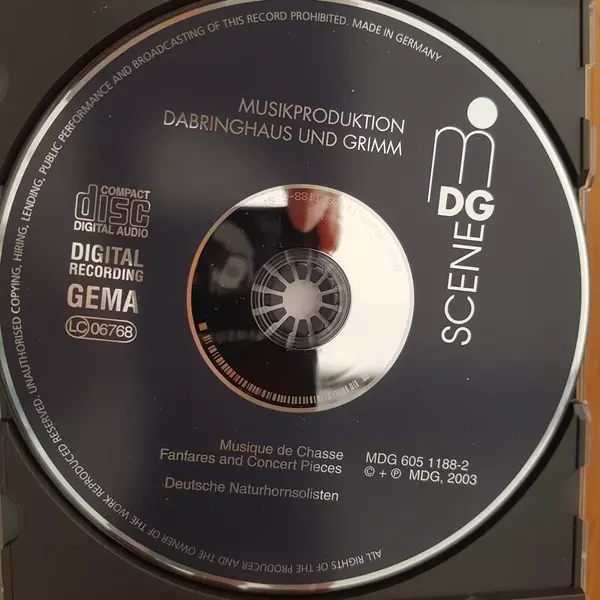 ALL RIGHTS OF THE PRODUCER AND THE OWNER OF THE WORK REPRODUCED RESERVED. UNAUTHORISED COPYING, HIRING, LENDING, PUBLIC PERFORMANCE AND BROADCASTING OF THIS RECORD PROHIBITED. MADE IN GERMANY
MUSIKPRODUKTION
DABRINGHAUS UND GRIMM
DG
SCENE
COMPACT
disc
DIGITAL AUDIO
DIGITAL
RECORDING
GEMA
LC 06768
Musique de Chasse
Fanfares and Concert Pieces
Deutsche Naturhornsolisten
MDG 605 1188-2
© + ℗ MDG, 2003